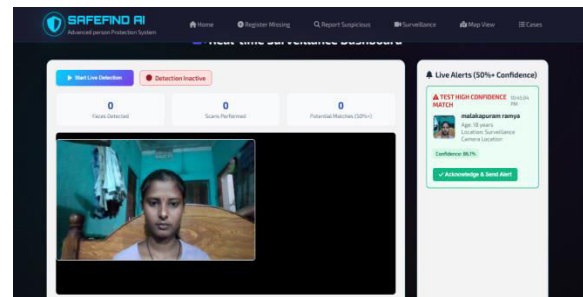 SAFEFIND AI
Advanced person Protection System
Home
Register Missing
Report Suspicious
Surveillance
Map View
Cases
Real-time Surveillance Dashboard
Start Live Detection
Detection Inactive
0
Faces Detected
0
Scans Performed
0
Potential Matches (50%+)
Live Alerts (50%+ Confidence)
TEST HIGH CONFIDENCE MATCH
PM
malakapuram ramya
Age: 18 years
Location: Surveillance
Camera Location
Confidence: 86.1%
Acknowledge & Send Alert